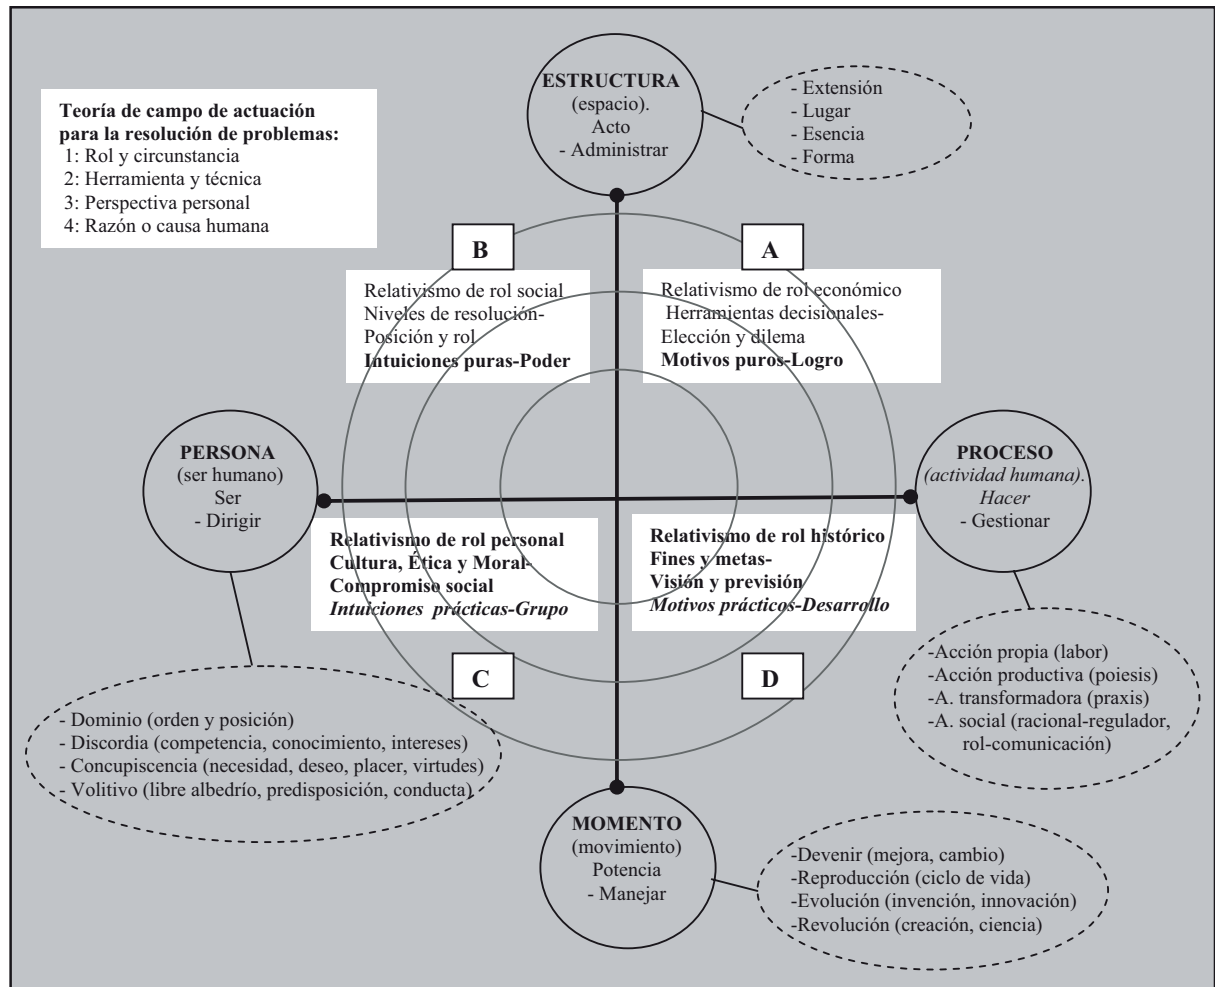 ESTRUCTURA
(espacio).
Acto
- Administrar
- Extensión
- Lugar
- Esencia
- Forma
Teoría de campo de actuación
para la resolución de problemas:
1: Rol y circunstancia
2: Herramienta y técnica
3: Perspectiva personal
4: Razón o causa humana
B
Relativismo de rol social
Niveles de resolución-
Posición y rol
Intuiciones puras-Poder
A
Relativismo de rol económico
Herramientas decisionales-
Elección y dilema
Motivos puros-Logro
PERSONA
(ser humano)
Ser
- Dirigir
PROCESO
(actividad humana).
Hacer
- Gestionar
Relativismo de rol personal
Cultura, Ética y Moral-
Compromiso social
Intuiciones prácticas-Grupo
C
Relativismo de rol histórico
Fines y metas-
Visión y previsión
Motivos prácticos-Desarrollo
D
- Dominio (orden y posición)
- Discordia (competencia, conocimiento, intereses)
- Concupiscencia (necesidad, deseo, placer, virtudes)
- Volitivo (libre albedrío, predisposición, conducta)
-Acción propia (labor)
-Acción productiva (poiesis)
-A. transformadora (praxis)
-A. social (racional-regulador,
rol-comunicación)
MOMENTO
(movimiento)
Potencia
- Manejar
-Devenir (mejora, cambio)
-Reproducción (ciclo de vida)
-Evolución (invención, innovación)
-Revolución (creación, ciencia)